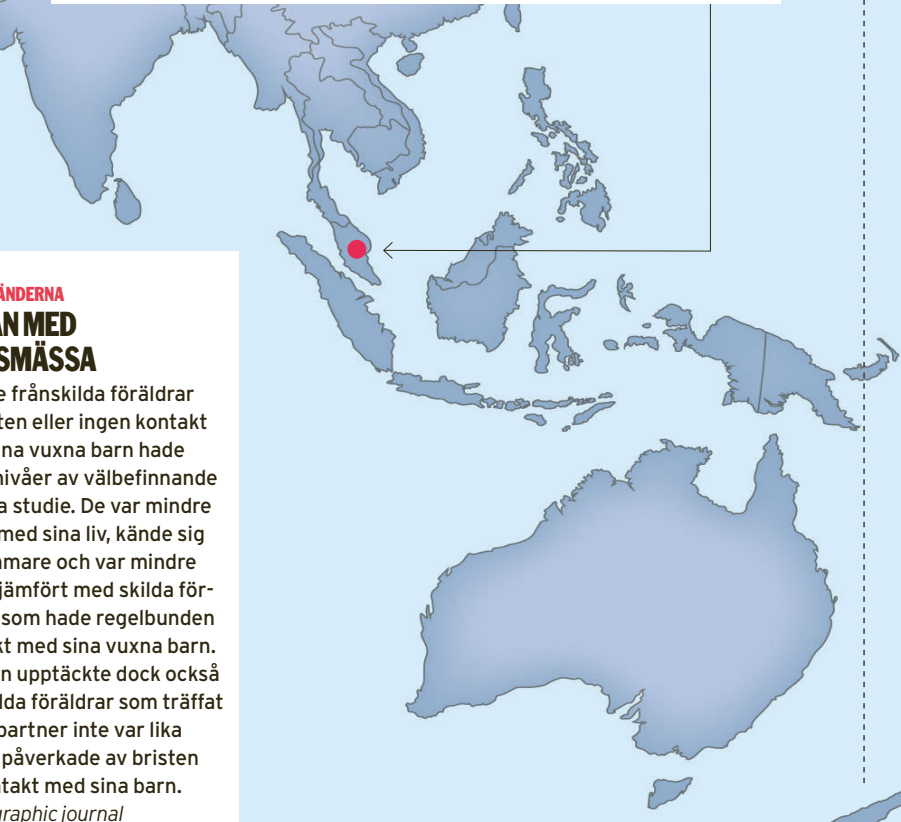 ÄNDERNA
AN MED
SMÄSSA
e frånskilda föräldrar
ten eller ingen kontakt
na vuxna barn hade
nivåer av välbefinnande
a studie. De var mindre
med sina liv, kände sig
mmare och var mindre
jämfört med skilda för-
som hade regelbunden
kt med sina vuxna barn.
n upptäckte dock också
lda föräldrar som träffat
partner inte var lika
påverkade av bristen
ntakt med sina barn.
graphic journal